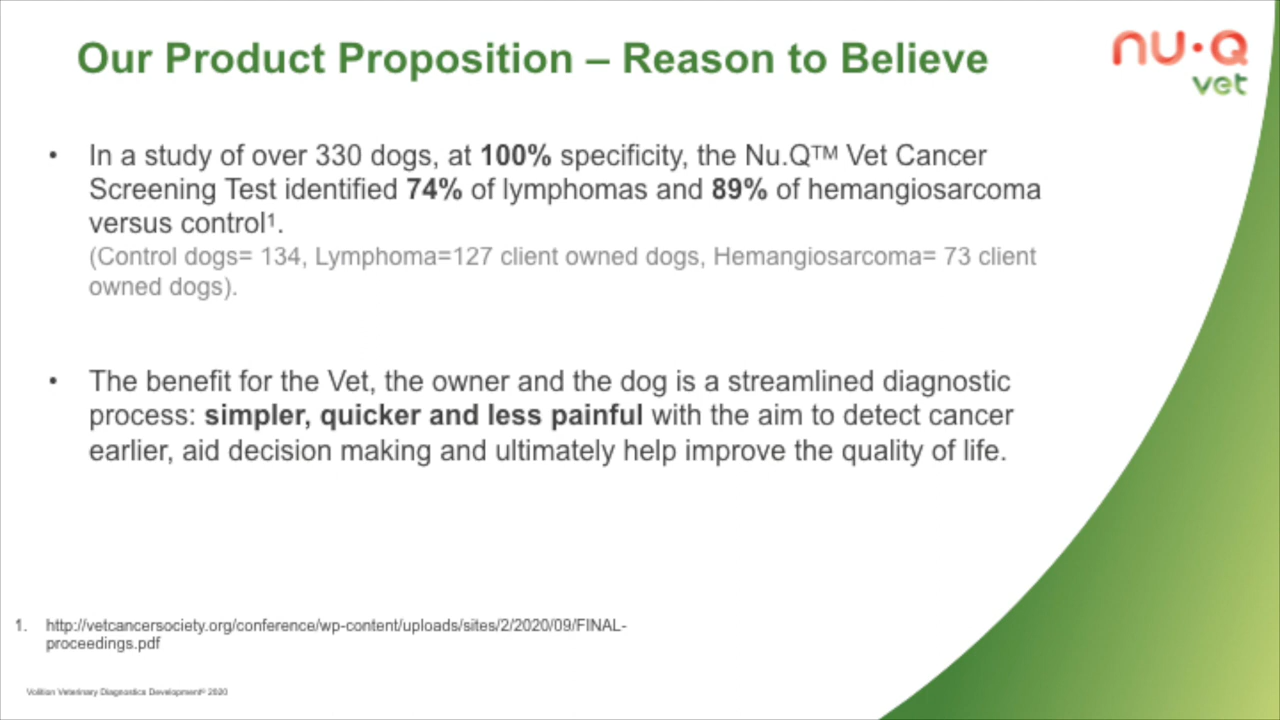 Our Product Proposition – Reason to Believe
nu·Q
vet
• In a study of over 330 dogs, at 100% specificity, the Nu.Q™ Vet Cancer
Screening Test identified 74% of lymphomas and 89% of hemangiosarcoma
versus control¹.
(Control dogs= 134, Lymphoma=127 client owned dogs, Hemangiosarcoma= 73 client
owned dogs).
• The benefit for the Vet, the owner and the dog is a streamlined diagnostic
process: simpler, quicker and less painful with the aim to detect cancer
earlier, aid decision making and ultimately help improve the quality of life.
1. http://vetcancersociety.org/conference/wp-content/uploads/sites/2/2020/09/FINAL-
proceedings.pdf
Volition Veterinary Diagnostics Development© 2020